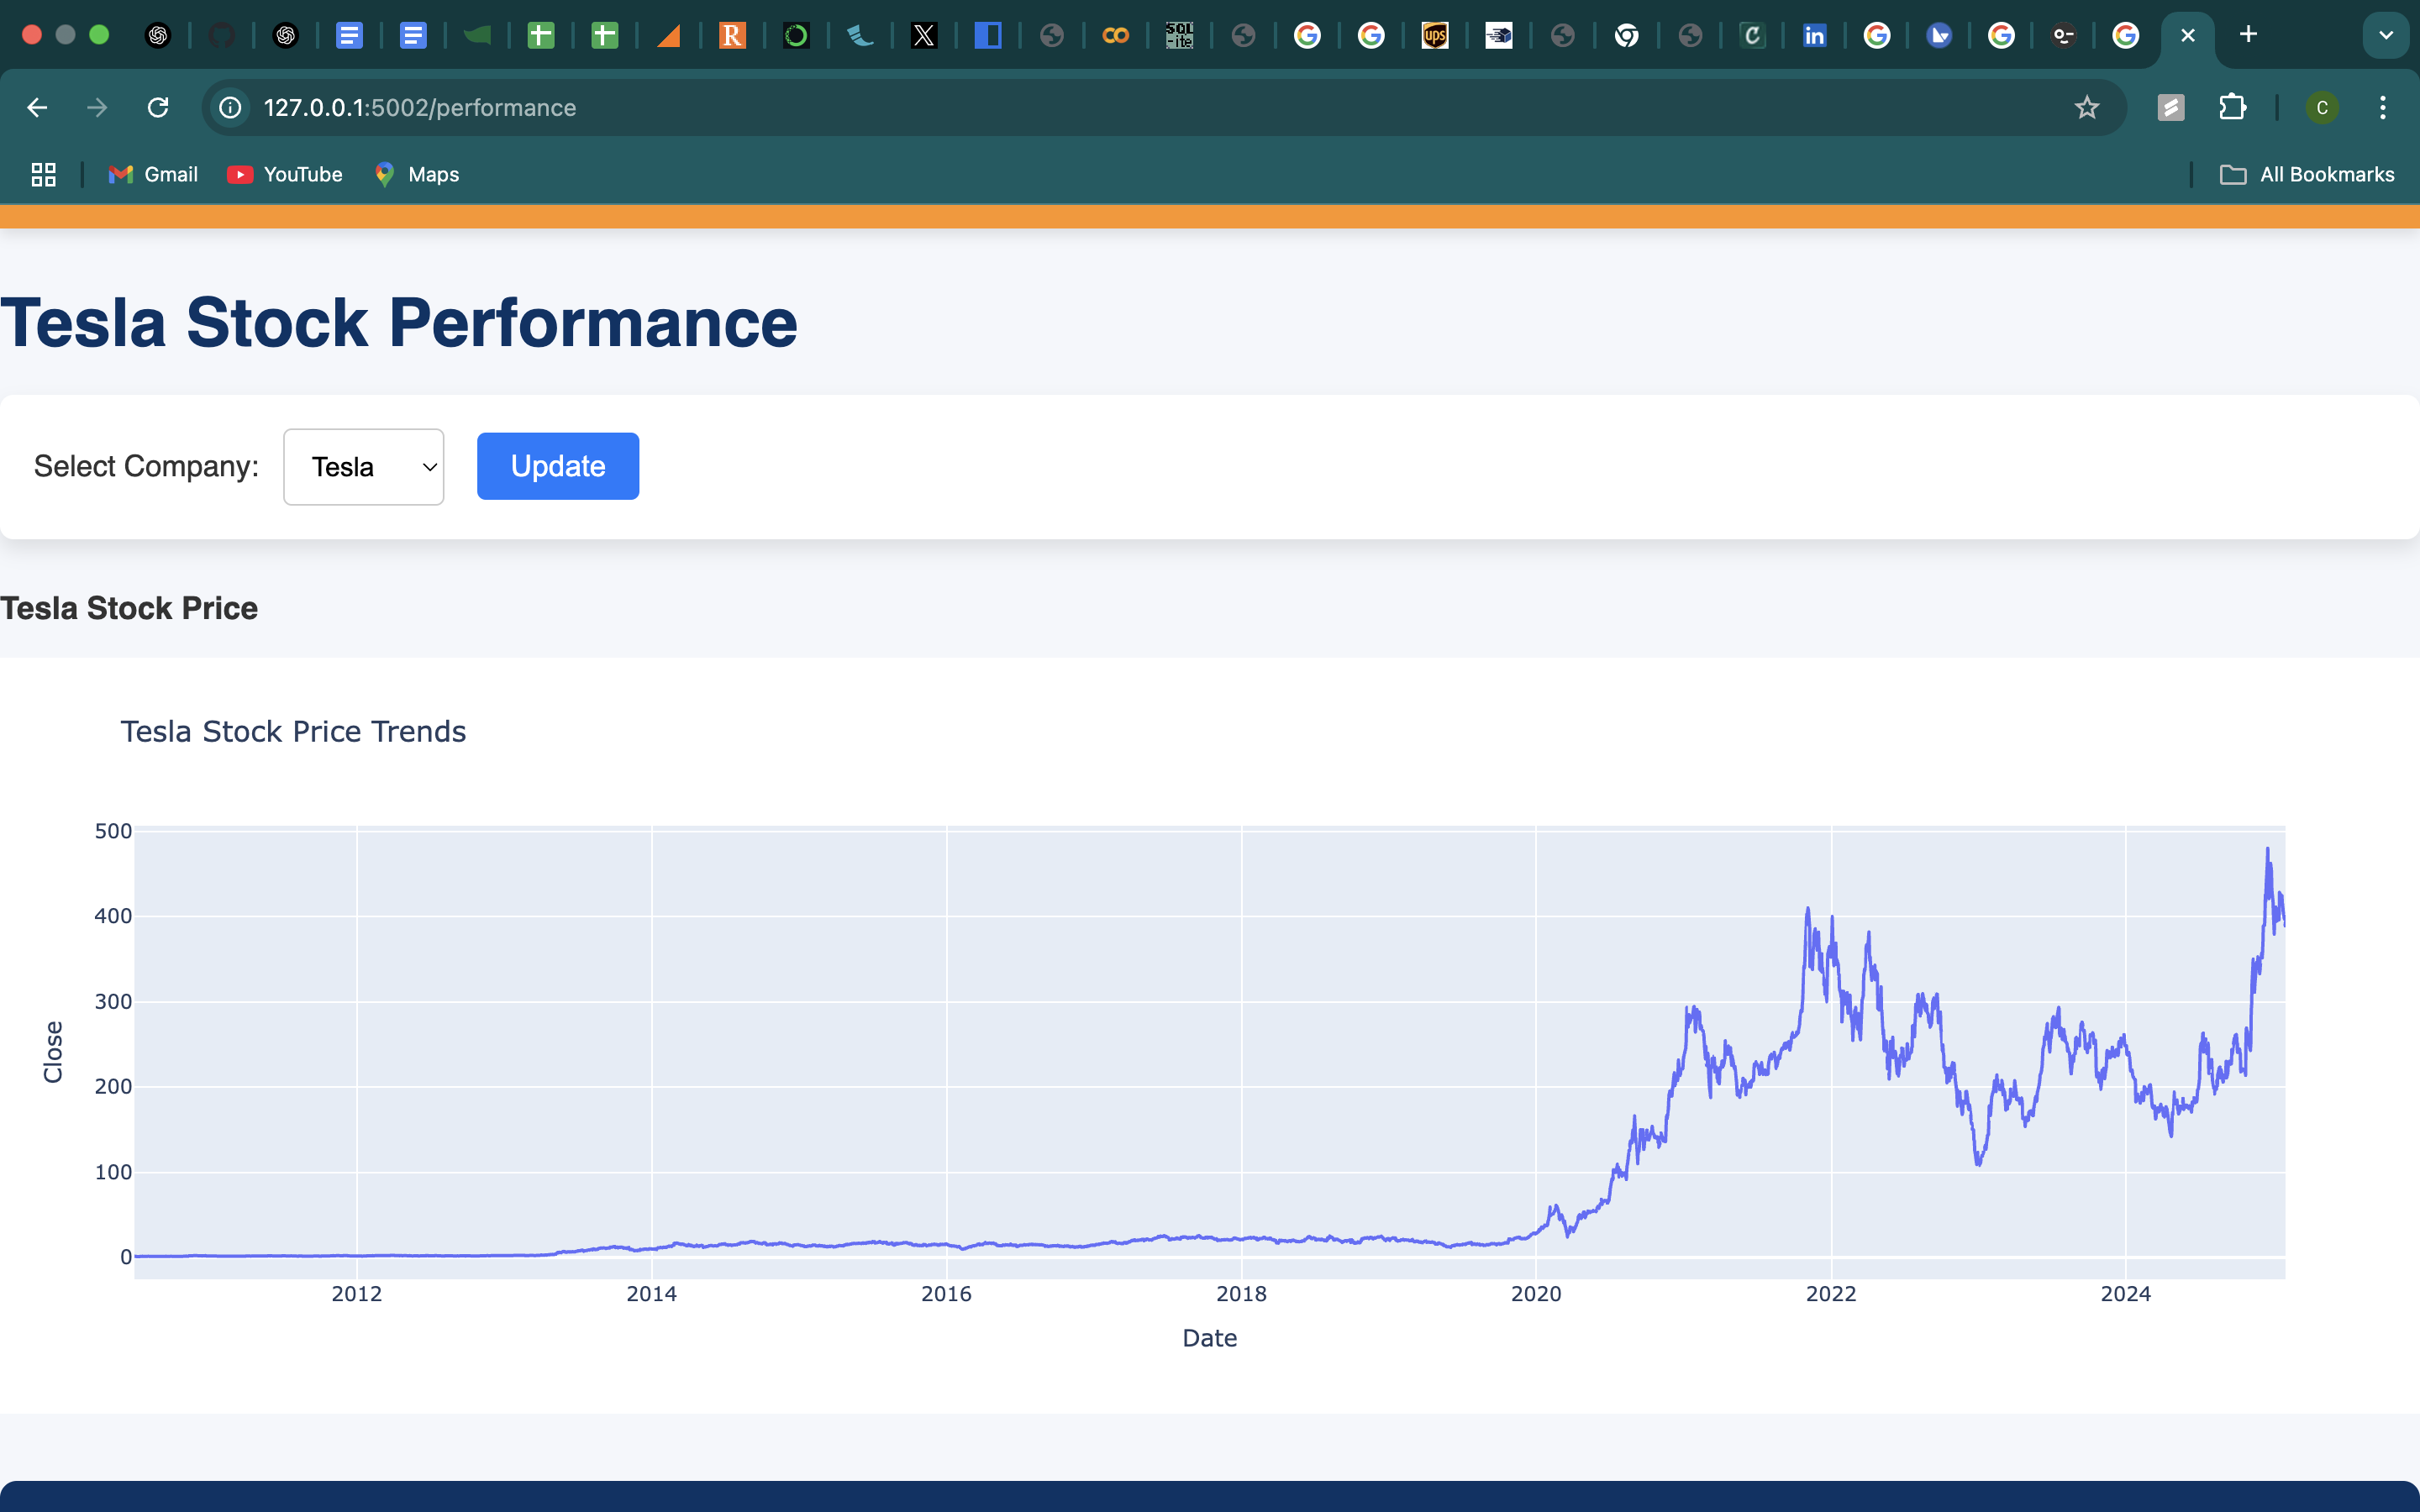 127.0.0.1:5002/performance
Gmail YouTube Maps All Bookmarks
Tesla Stock Performance
Select Company: Tesla Update
Tesla Stock Price
Tesla Stock Price Trends
500
400
300
200
100
0
Close
2012 2014 2016 2018 2020 2022 2024
Date